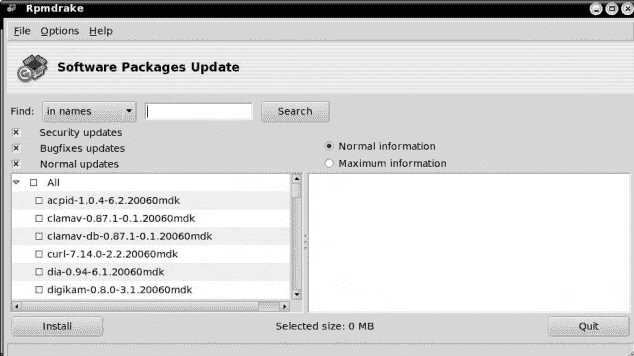 Rpmdrake
File Options Help
Software Packages Update
Find: in names Search
Security updates
Bugfixes updates
Normal updates
Normal information
Maximum information
All
acpid-1.0.4-6.2.20060mdk
clamav-0.87.1-0.1.20060mdk
clamav-db-0.87.1-0.1.20060mdk
curl-7.14.0-2.2.20060mdk
dia-0.94-6.1.20060mdk
digikam-0.8.0-3.1.20060mdk
Install Selected size: 0 MB Quit